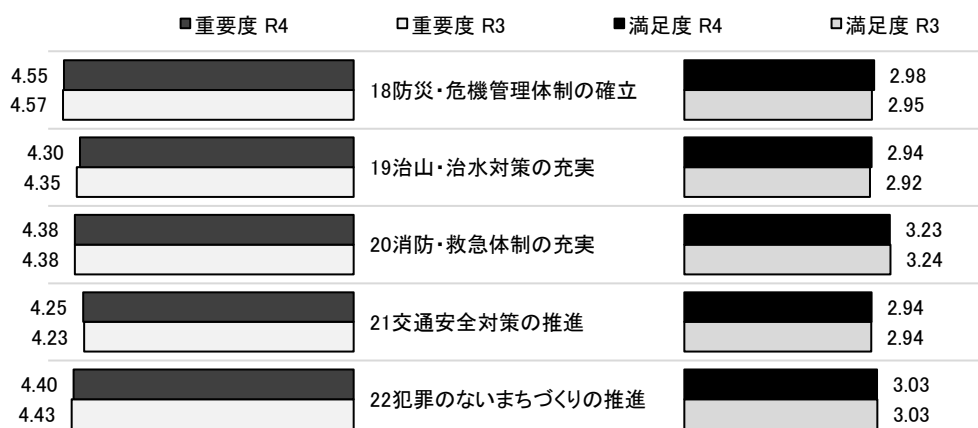 ■重要度 R4 □重要度 R3 ■満足度 R4 □満足度 R3
4.55 2.98
18防災・危機管理体制の確立
4.57 2.95
4.30 2.94
19治山・治水対策の充実
4.35 2.92
4.38 3.23
20消防・救急体制の充実
4.38 3.24
4.25 2.94
21交通安全対策の推進
4.23 2.94
4.40 3.03
22犯罪のないまちづくりの推進
4.43 3.03